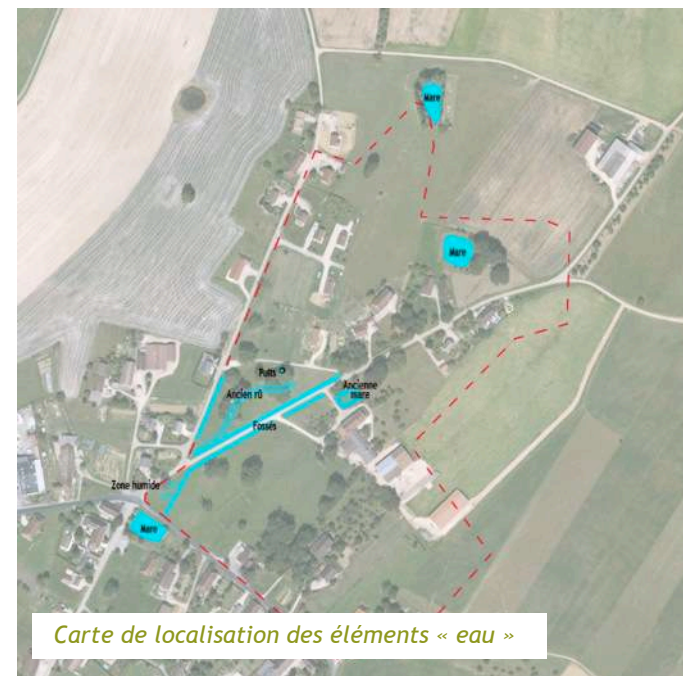 Mare
Mare
Puits
Ancien rû
Ancienne
mare
Fossés
Zone humide
Mare
Carte de localisation des éléments « eau »